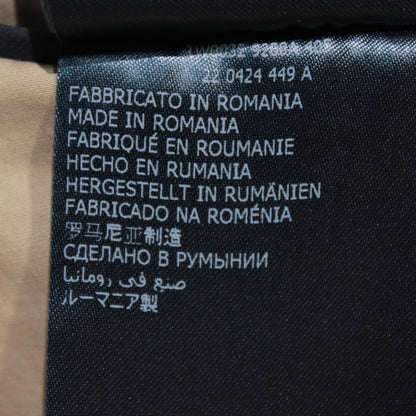 22 0424 449 A
FABBRICATO IN ROMANIA
MADE IN ROMANIA
FABRIQUÉ EN ROUMANIE
HECHO EN RUMANIA
HERGESTELLT IN RUMÄNIEN
FABRICADO NA ROMÉNIA
罗马尼亚制造
СДЕЛАНО В РУМЫНИИ
صنع في رومانيا
ルーマニア製